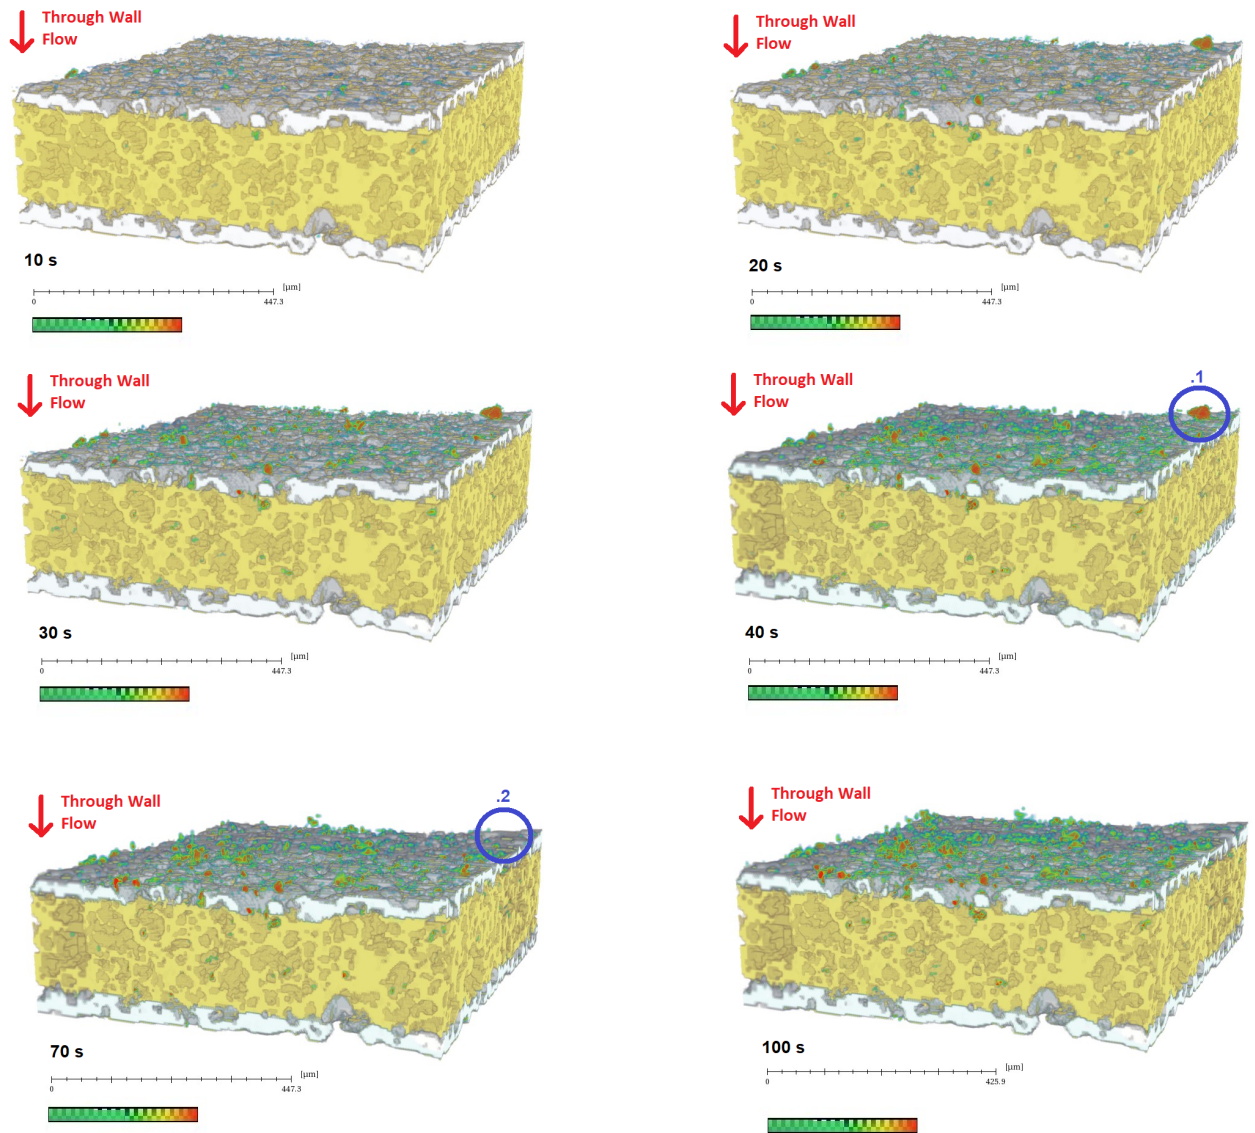 Through Wall
Flow
10 s
[µm]
0 447.3
Through Wall
Flow
20 s
[µm]
0 447.3
Through Wall
Flow
30 s
[µm]
0 447.3
.1
Through Wall
Flow
40 s
[µm]
0 447.3
.2
Through Wall
Flow
70 s
[µm]
0 447.3
Through Wall
Flow
100 s
[µm]
0 425.9